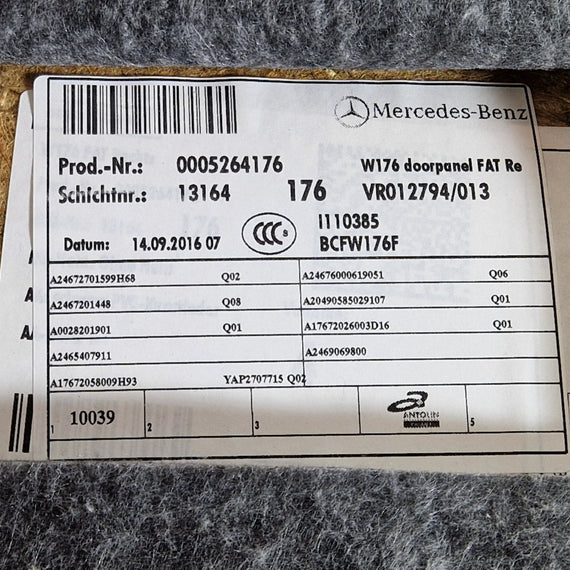 Mercedes-Benz
Prod.-Nr.: 0005264176 W176 doorpanel FAT Re
Schichtnr.: 13164 176 VR012794/013
CCC S 1110385
Datum: 14.09.2016 07 BCFW176F
A24672701599H68 Q02 A24676000619051 Q06
A2467201448 Q08 A20490585029107 Q01
A0028201901 Q01 A17672026003D16 Q01
A2465407911 A2469069800
A17672058009H93 YAP2707715 Q02
1 10039 2 3 ANTOLIN 5